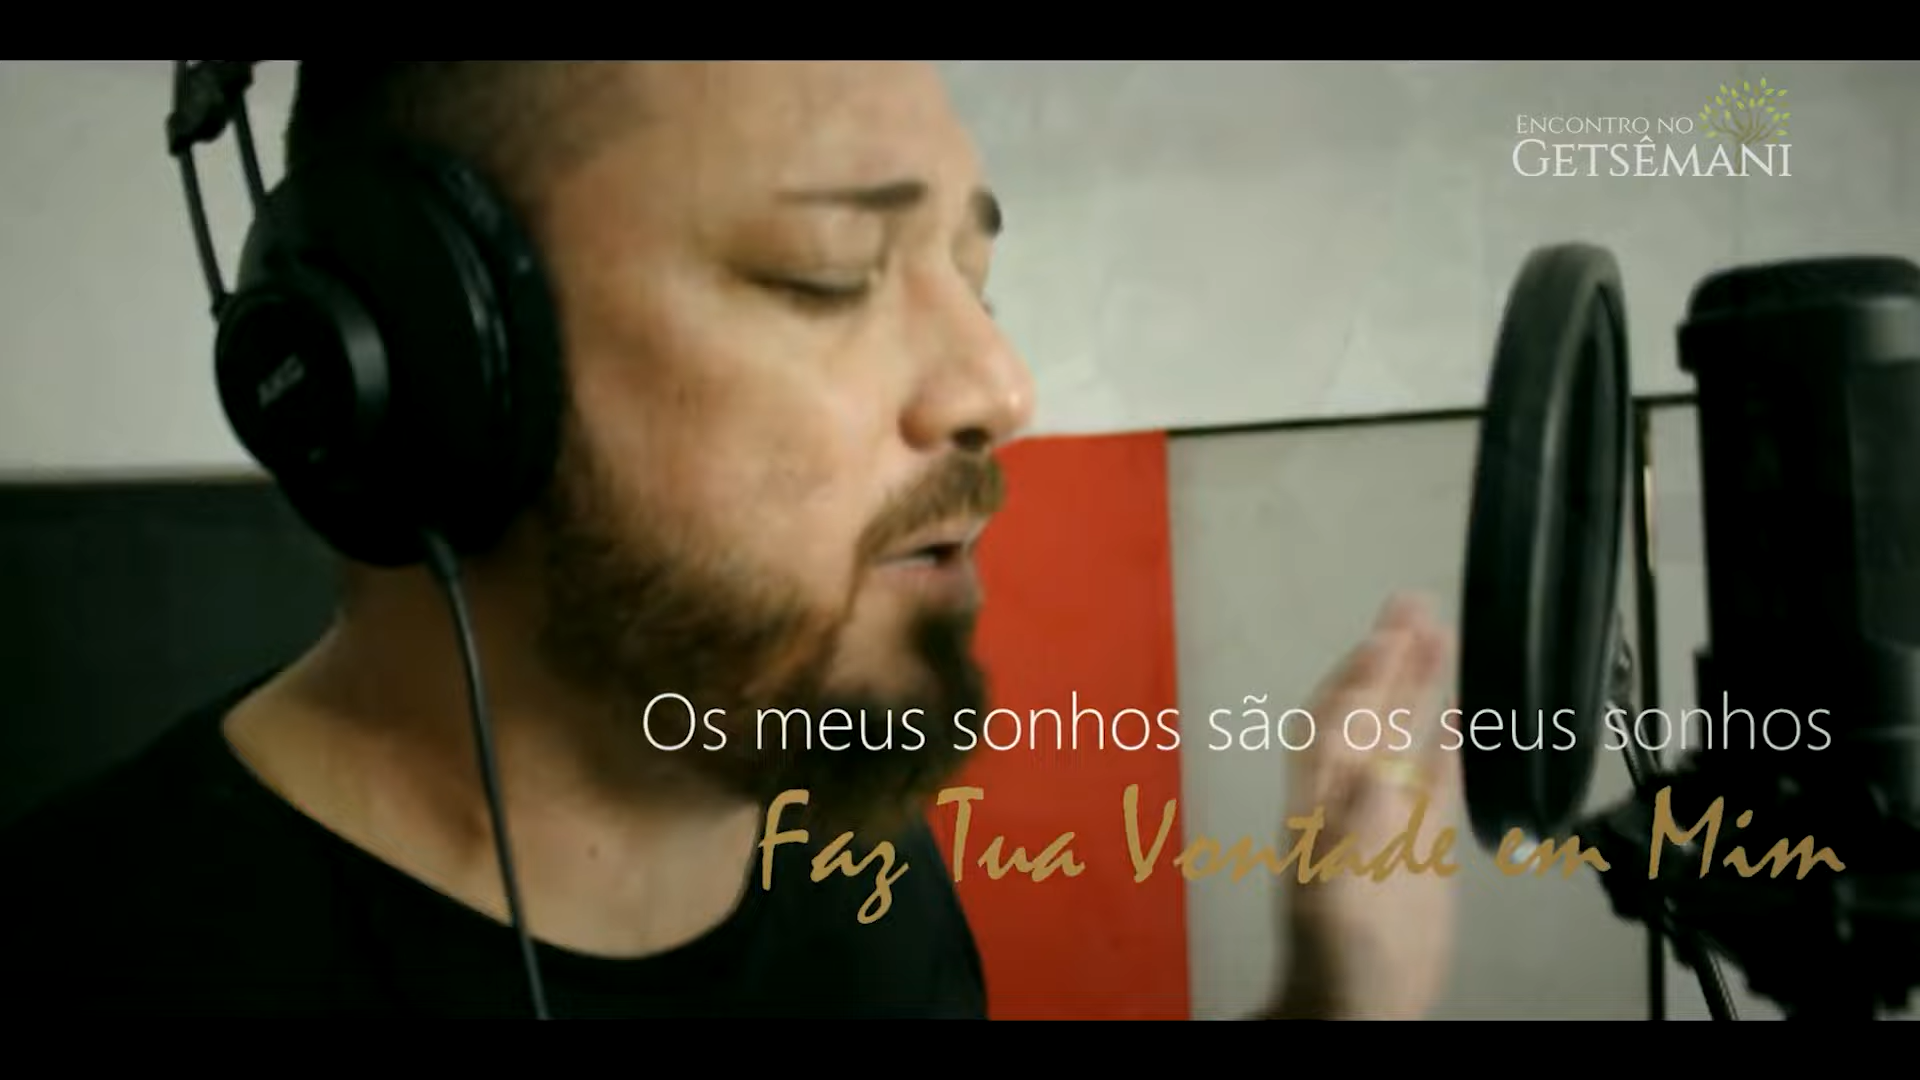 ENCONTRO NO
GETSÊMANI
Os meus sonhos são os seus sonhos
Faz Tua Vontade em Mim